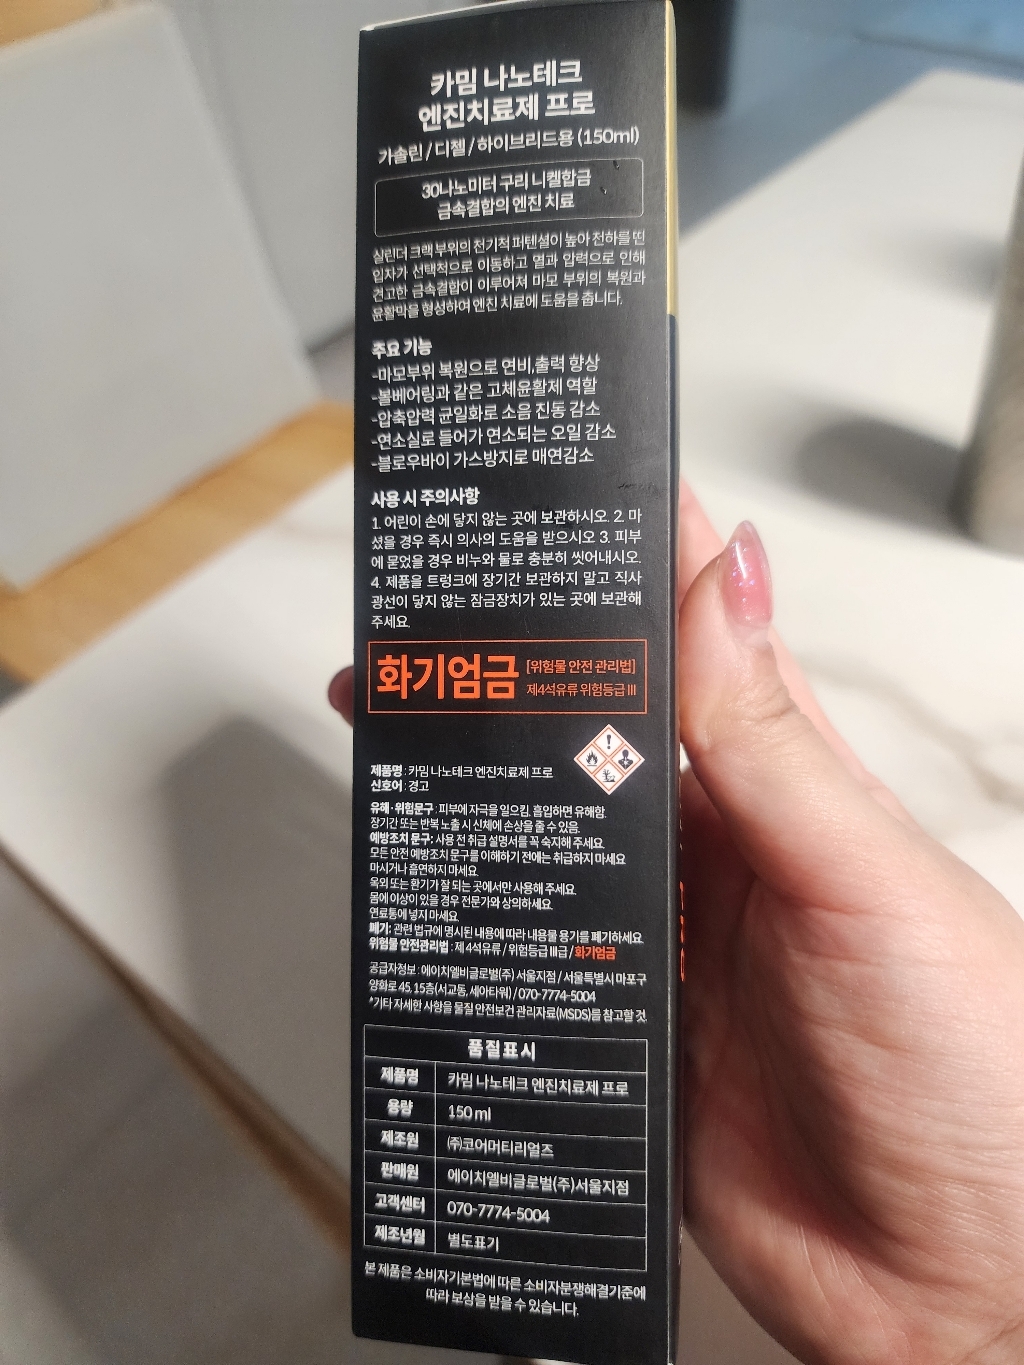 카밈 나노테크
엔진치료제 프로
가솔린 / 디젤 / 하이브리드용 (150ml)
30나노미터 구리 니켈합금
금속결합의 엔진 치료
실린더 크랙 부위의 전기적 퍼텐셜이 높아 전하를 띤
입자가 선택적으로 이동하고 열과 압력으로 인해
견고한 금속결합이 이루어져 마모 부위의 복원과
윤활막을 형성하여 엔진 치료에 도움을 줍니다.
주요 기능
-마모부위 복원으로 연비,출력 향상
-볼베어링과 같은 고체윤활제 역할
-압축압력 균일화로 소음 진동 감소
-연소실로 들어가 연소되는 오일 감소
-블로우바이 가스방지로 매연감소
사용 시 주의사항
1. 어린이 손에 닿지 않는 곳에 보관하시오. 2. 마
셨을 경우 즉시 의사의 도움을 받으시오 3. 피부
에 묻었을 경우 비누와 물로 충분히 씻어내시오.
4. 제품을 트렁크에 장기간 보관하지 말고 직사
광선이 닿지 않는 잠금장치가 있는 곳에 보관해
주세요.
화기엄금 [위험물 안전 관리법]
제4석유류 위험등급 III
제품명 : 카밈 나노테크 엔진치료제 프로
신호어 : 경고
유해·위험문구 : 피부에 자극을 일으킴. 흡입하면 유해함.
장기간 또는 반복 노출 시 신체에 손상을 줄 수 있음.
예방조치 문구: 사용 전 취급 설명서를 꼭 숙지해 주세요.
모든 안전 예방조치 문구를 이해하기 전에는 취급하지 마세요
마시거나 흡연하지 마세요.
옥외 또는 환기가 잘 되는 곳에서만 사용해 주세요.
몸에 이상이 있을 경우 전문가와 상의하세요.
연료통에 넣지 마세요.
폐기: 관련 법규에 명시된 내용에 따라 내용물 용기를 폐기하세요.
위험물 안전관리법 : 제 4석유류 / 위험등급 III급 / 화기엄금
공급자정보 : 에이치엘비글로벌(주) 서울지점 / 서울특별시 마포구
양화로 45, 15층(서교동, 세아타워) / 070-7774-5004
*기타 자세한 사항을 물질 안전보건 관리자료(MSDS)를 참고할 것.
품질표시
제품명 카밈 나노테크 엔진치료제 프로
용량 150 ml
제조원 ㈜코어머티리얼즈
판매원 에이치엘비글로벌(주)서울지점
고객센터 070-7774-5004
제조년월 별도표기
본 제품은 소비자기본법에 따른 소비자분쟁해결기준에
따라 보상을 받을 수 있습니다.